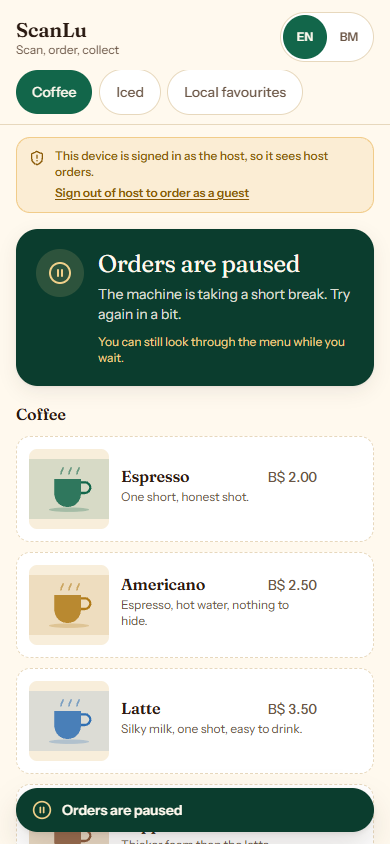 ScanLu
Scan, order, collect
EN
BM
Coffee
Iced
Local favourites
This device is signed in as the host, so it sees host
orders.
Sign out of host to order as a guest
Orders are paused
The machine is taking a short break. Try
again in a bit.
You can still look through the menu while you
wait.
Coffee
Espresso
B$ 2.00
One short, honest shot.
Americano
B$ 2.50
Espresso, hot water, nothing to
hide.
Latte
B$ 3.50
Silky milk, one shot, easy to drink.
Orders are paused